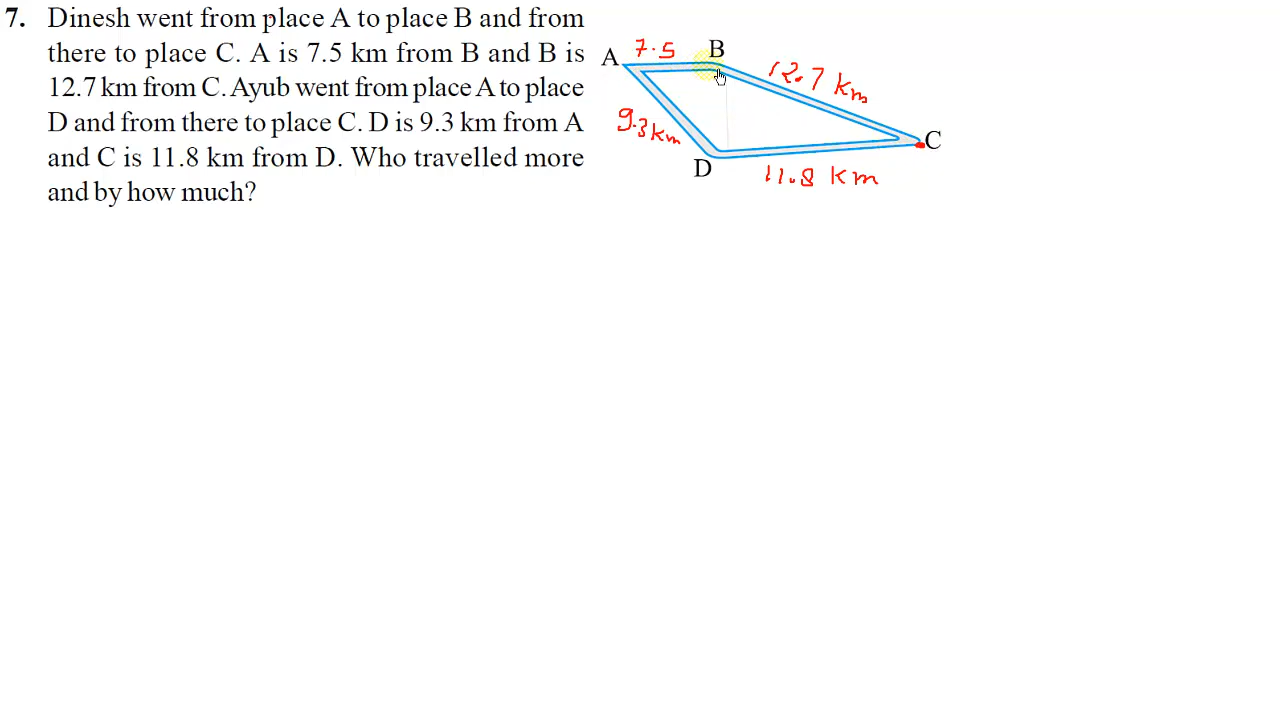 7. Dinesh went from place A to place B and from
there to place C. A is 7.5 km from B and B is
12.7 km from C. Ayub went from place A to place
D and from there to place C. D is 9.3 km from A
and C is 11.8 km from D. Who travelled more
and by how much?
A 7.5 B
12.7 km
9.3 km
C
D 11.8 km